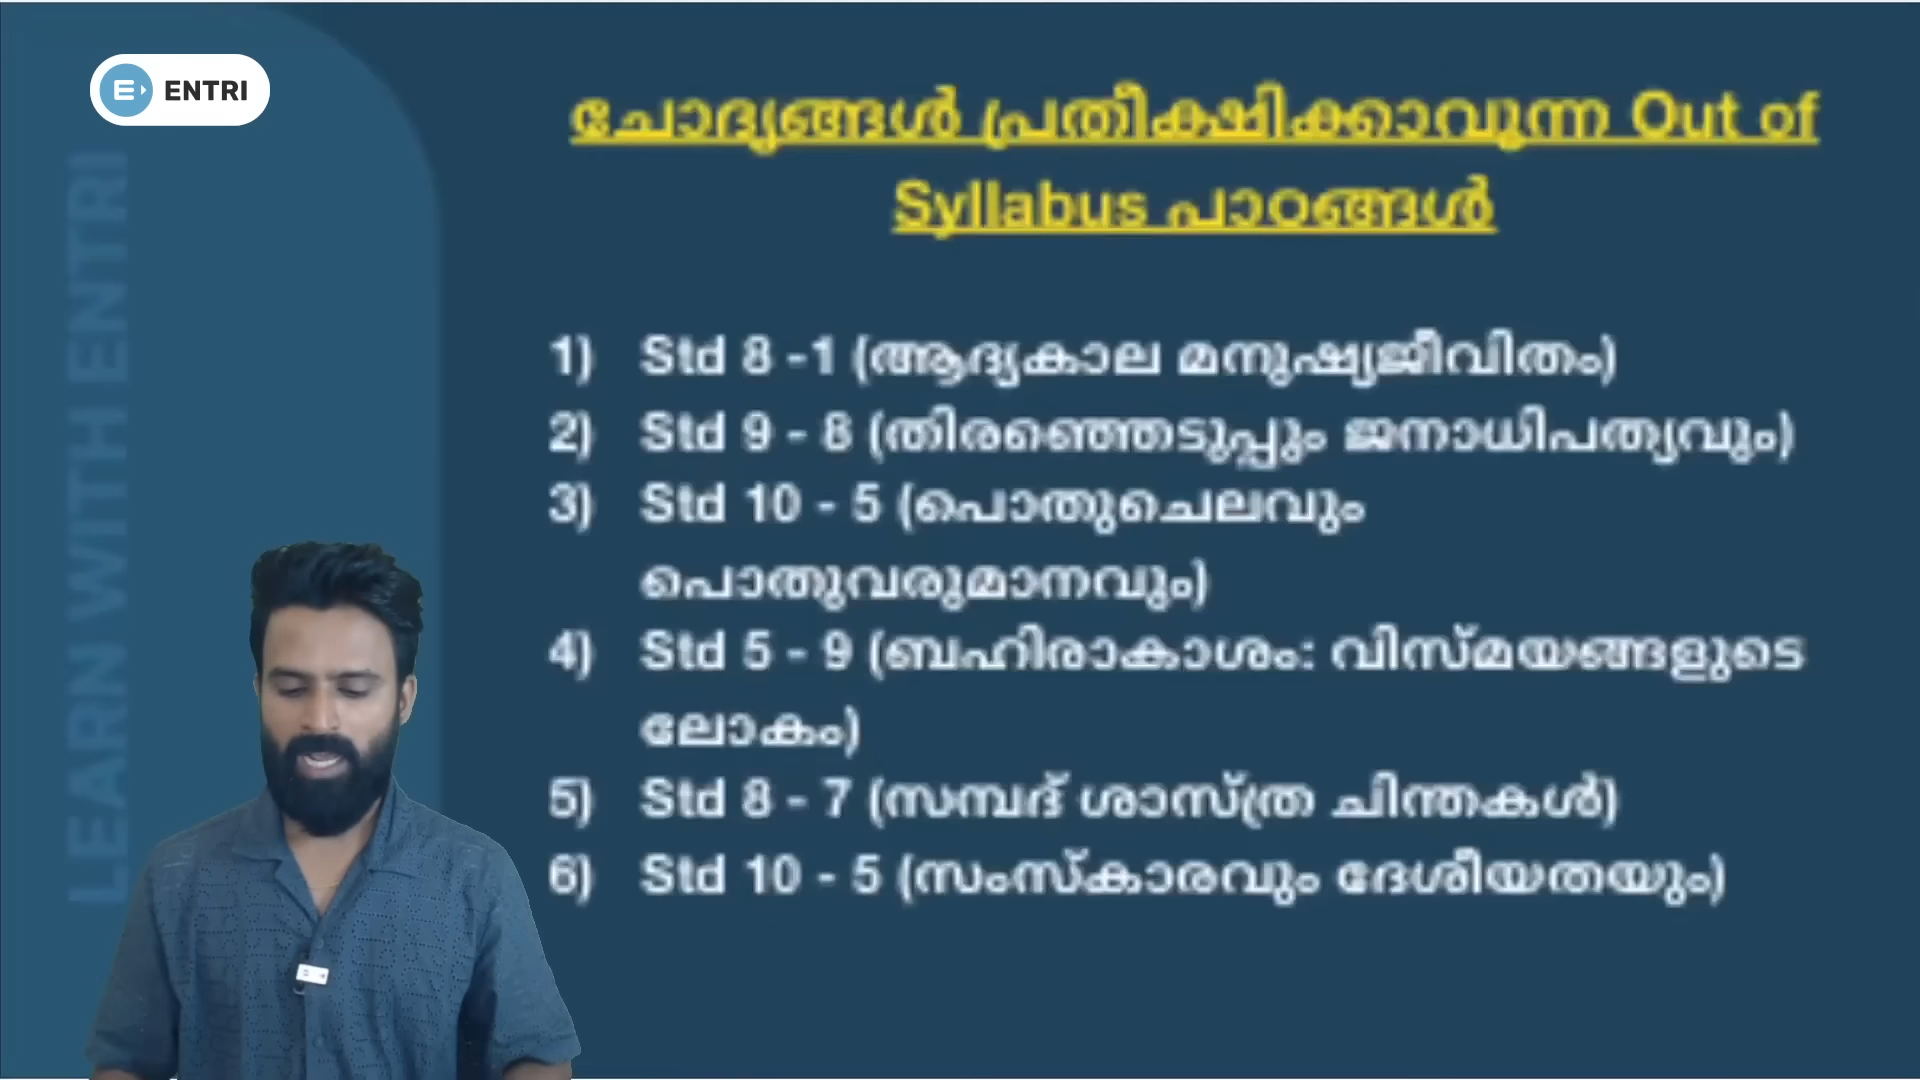 ENTRI
LEARN WITH ENTRI
ചോദ്യങ്ങൾ പ്രതീക്ഷിക്കാവുന്ന Out of
Syllabus പാഠങ്ങൾ
1) Std 8 -1 (ആദ്യകാല മനുഷ്യജീവിതം)
2) Std 9 - 8 (തിരഞ്ഞെടുപ്പും ജനാധിപത്യവും)
3) Std 10 - 5 (പൊതുചെലവും
പൊതുവരുമാനവും)
4) Std 5 - 9 (ബഹിരാകാശം: വിസ്മയങ്ങളുടെ
ലോകം)
5) Std 8 - 7 (സമ്പദ് ശാസ്ത്ര ചിന്തകൾ)
6) Std 10 - 5 (സംസ്കാരവും ദേശീയതയും)